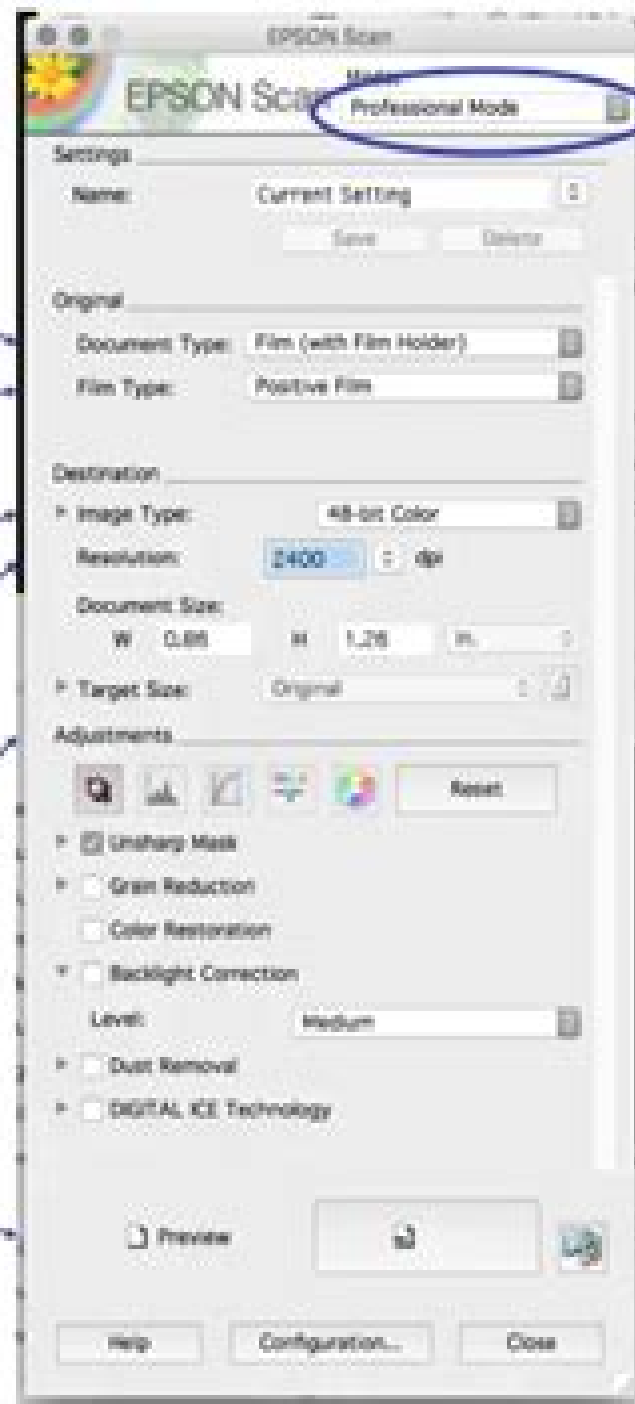 EPSON Scan
EPSON Scan
Mode:
Professional Mode
Settings
Name: Current Setting
Save Delete
Original
Document Type: Film (with Film Holder)
Film Type: Positive Film
Destination
Image Type: 48-bit Color
Resolution: 2400 dpi
Document Size:
W 0.86 H 1.26 in.
Target Size: Original
Adjustments
Reset
Unsharp Mask
Grain Reduction
Color Restoration
Backlight Correction
Level: Medium
Dust Removal
DIGITAL ICE Technology
Preview
Help Configuration... Close